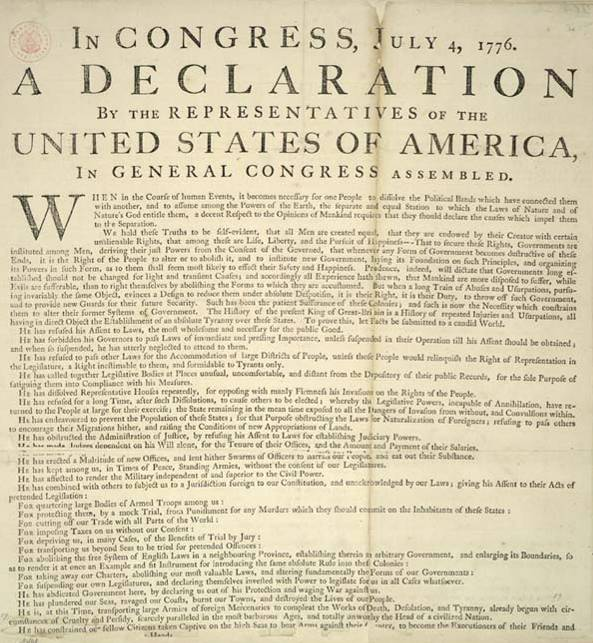 IN CONGRESS, JULY 4, 1776.
A DECLARATION
BY THE REPRESENTATIVES OF THE
UNITED STATES OF AMERICA,
IN GENERAL CONGRESS ASSEMBLED.
WHEN in the Course of human Events, it becomes necessary for one People to dissolve the Political Bands which have connected them
with another, and to assume among the Powers of the Earth, the separate and equal Station to which the Laws of Nature and of
Nature's God entitle them, a decent Respect to the Opinions of Mankind requires that they should declare the causes which impel them
to the Separation.
We hold these Truths to be self-evident, that all Men are created equal, that they are endowed by their Creator with certain
unalienable Rights, that among these are Life, Liberty, and the Pursuit of Happiness---That to secure these Rights, Governments are
instituted among Men, deriving their just Powers from the Consent of the Governed, that whenever any Form of Government becomes destructive of these
Ends, it is the Right of the People to alter or to abolish it, and to institute new Government, laying its Foundation on such Principles, and organizing
its Powers in such Form, as to them shall seem most likely to effect their Safety and Happiness. Prudence, indeed, will dictate that Governments long es-
tablished should not be changed for light and transient Causes; and accordingly all Experience hath shewn, that Mankind are more disposed to suffer, while
Evils are sufferable, than to right themselves by abolishing the Forms to which they are accustomed. But when a long Train of Abuses and Usurpations, pursu-
ing invariably the same Object, evinces a Design to reduce them under absolute Despotism, it is their Right, it is their Duty, to throw off such Government,
and to provide new Guards for their future Security. Such has been the patient Sufferance of these Colonies; and such is now the Necessity which constrains
them to alter their former Systems of Government. The History of the present King of Great-Britain is a History of repeated Injuries and Usurpations, all
having in direct Object the Establishment of an absolute Tyranny over these States. To prove this, let Facts be submitted to a candid World.
He has refused his Assent to Laws, the most wholesome and necessary for the public Good.
He has forbidden his Governors to pass Laws of immediate and pressing Importance, unless suspended in their Operation till his Assent should be obtained;
and when so suspended, he has utterly neglected to attend to them.
He has refused to pass other Laws for the Accommodation of large Districts of People, unless those People would relinquish the Right of Representation in
the Legislature, a Right inestimable to them, and formidable to Tyrants only.
He has called together Legislative Bodies at Places unusual, uncomfortable, and distant from the Depository of their public Records, for the sole Purpose of
fatiguing them into Compliance with his Measures.
He has dissolved Representative Houses repeatedly, for opposing with manly Firmness his Invasions on the Rights of the People.
He has refused for a long Time, after such Dissolutions, to cause others to be elected; whereby the Legislative Powers, incapable of Annihilation, have re-
turned to the People at large for their exercise; the State remaining in the mean time exposed to all the Dangers of Invasion from without, and Convulsions within.
He has endeavoured to prevent the Population of these States; for that Purpose obstructing the Laws for Naturalization of Foreigners; refusing to pass others
to encourage their Migrations hither, and raising the Conditions of new Appropriations of Lands.
He has obstructed the Administration of Justice, by refusing his Assent to Laws for establishing Judiciary Powers.
He has made Judges dependent on his Will alone, for the Tenure of their Offices, and the Amount and Payment of their Salaries.
He has erected a Multitude of new Offices, and sent hither Swarms of Officers to harrass our People, and eat out their Substance.
He has kept among us, in Times of Peace, Standing Armies, without the consent of our Legislatures.
He has affected to render the Military independent of and superior to the Civil Power.
He has combined with others to subject us to a Jurisdiction foreign to our Constitution, and unacknowledged by our Laws; giving his Assent to their Acts of
pretended Legislation:
For quartering large Bodies of Armed Troops among us:
For protecting them, by a mock Trial, from Punishment for any Murders which they should commit on the Inhabitants of these States:
For cutting off our Trade with all Parts of the World:
For imposing Taxes on us without our Consent:
For depriving us, in many Cases, of the Benefits of Trial by Jury:
For transporting us beyond Seas to be tried for pretended Offences:
For abolishing the free System of English Laws in a neighbouring Province, establishing therein an arbitrary Government, and enlarging its Boundaries, so
as to render it at once an Example and fit Instrument for introducing the same absolute Rule into these Colonies:
For taking away our Charters, abolishing our most valuable Laws, and altering fundamentally the Forms of our Governments:
For suspending our own Legislatures, and declaring themselves invested with Power to legislate for us in all Cases whatsoever.
He has abdicated Government here, by declaring us out of his Protection and waging War against us.
He has plundered our Seas, ravaged our Coasts, burnt our Towns, and destroyed the Lives of our People.
He is, at this Time, transporting large Armies of foreign Mercenaries to compleat the Works of Death, Desolation, and Tyranny, already begun with cir-
cumstances of Cruelty and Perfidy, scarcely paralleled in the most barbarous Ages, and totally unworthy the Head of a civilized Nation.
He has constrained our fellow Citizens taken Captive on the high Seas to bear Arms against their Country, to become the Executioners of their Friends and
Hands